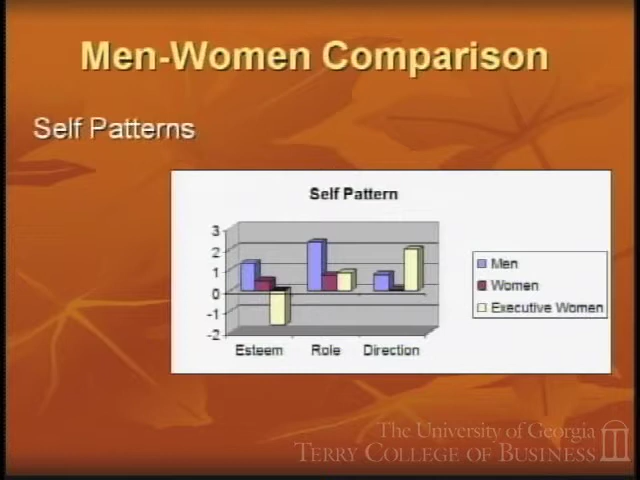 Men-Women Comparison
Self Patterns
Self Pattern
3
2
1
0
-1
-2
Esteem Role Direction
Men
Women
Executive Women
The University of Georgia
TERRY COLLEGE OF BUSINESS